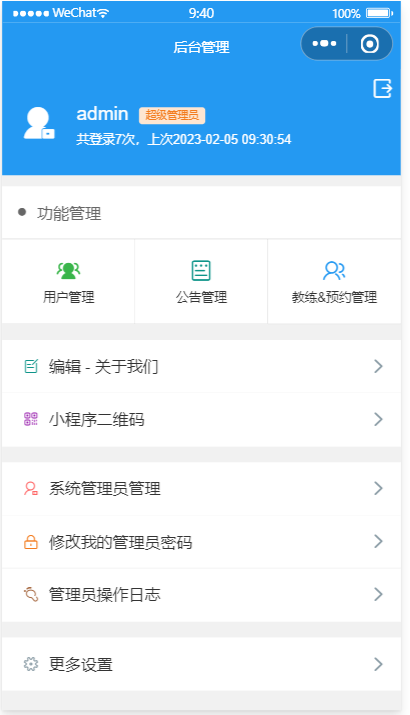 WeChat 9:40 100%
后台管理
admin 超级管理员
共登录7次，上次2023-02-05 09:30:54
功能管理
用户管理 公告管理 教练&预约管理
编辑 - 关于我们
小程序二维码
系统管理员管理
修改我的管理员密码
管理员操作日志
更多设置